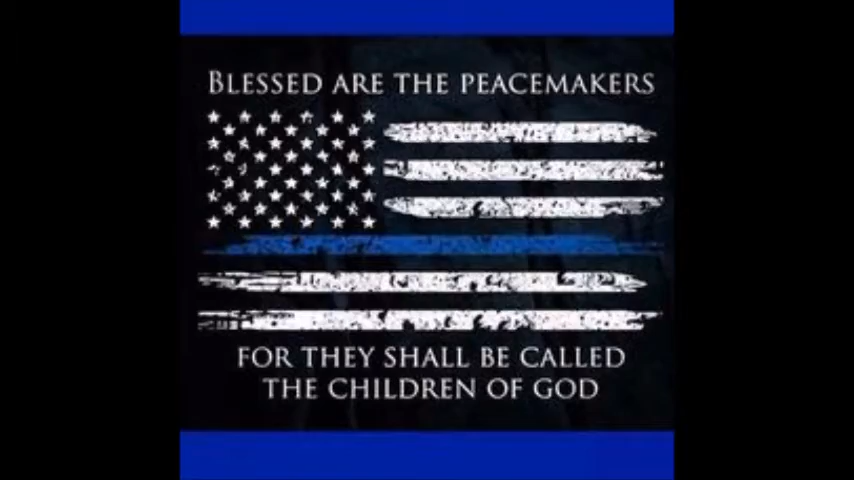 BLESSED ARE THE PEACEMAKERS
FOR THEY SHALL BE CALLED
THE CHILDREN OF GOD